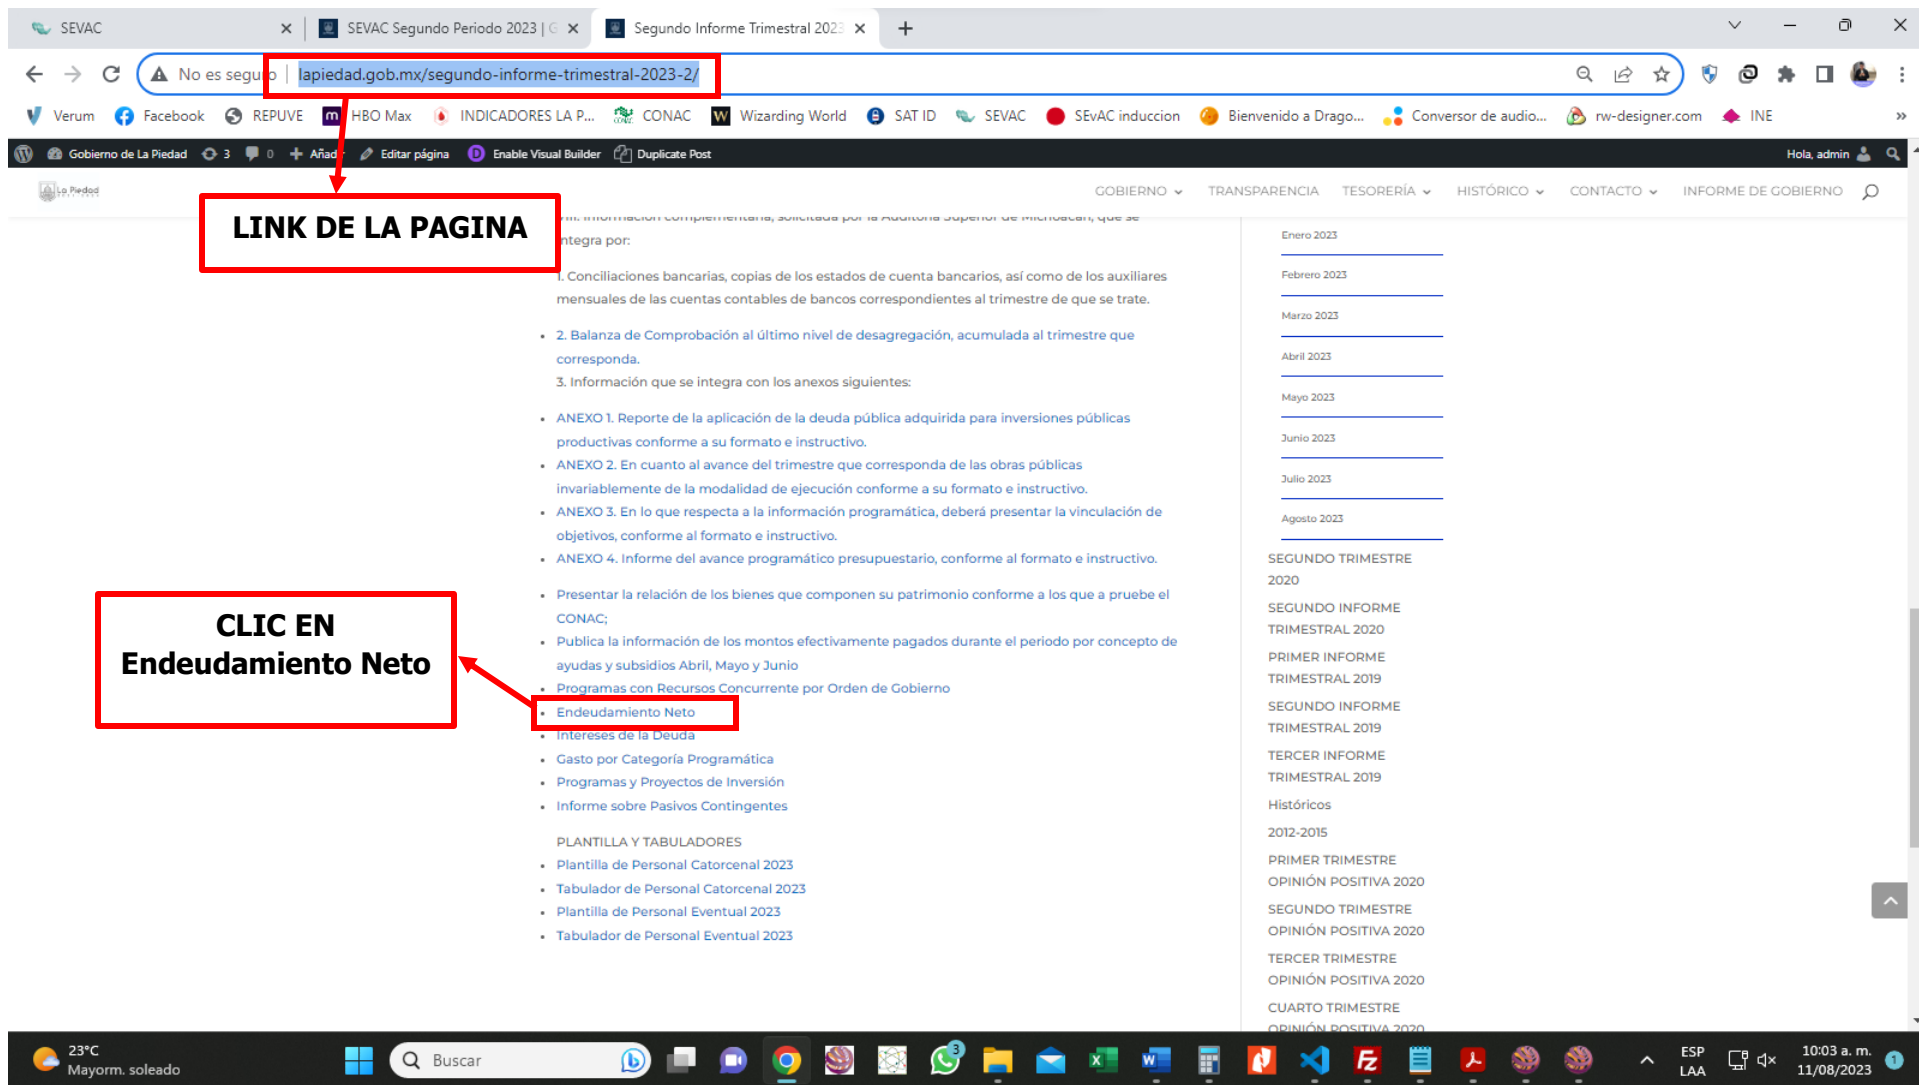 SEVAC
SEVAC Segundo Periodo 2023 | G
Segundo Informe Trimestral 2023
No es seguro
lapiedad.gob.mx/segundo-informe-trimestral-2023-2/
Verum
Facebook
REPUVE
HBO Max
INDICADORES LA P...
CONAC
Wizarding World
SAT ID
SEVAC
SEvAC induccion
Bienvenido a Drago...
Conversor de audio...
rw-designer.com
INE
Gobierno de La Piedad
3
0
Editar página
Enable Visual Builder
Duplicate Post
Hola, admin
La Piedad
GOBIERNO
TRANSPARENCIA
TESORERÍA
HISTÓRICO
CONTACTO
INFORME DE GOBIERNO
LINK DE LA PAGINA
Información complementaria, solicitada por la Auditoría Superior de Michoacán, que se
integra por:
1. Conciliaciones bancarias, copias de los estados de cuenta bancarios, así como de los auxiliares
mensuales de las cuentas contables de bancos correspondientes al trimestre de que se trate.
2. Balanza de Comprobación al último nivel de desagregación, acumulada al trimestre que
corresponda.
3. Información que se integra con los anexos siguientes:
ANEXO 1. Reporte de la aplicación de la deuda pública adquirida para inversiones públicas
productivas conforme a su formato e instructivo.
ANEXO 2. En cuanto al avance del trimestre que corresponda de las obras públicas
invariablemente de la modalidad de ejecución conforme a su formato e instructivo.
ANEXO 3. En lo que respecta a la información programática, deberá presentar la vinculación de
objetivos, conforme al formato e instructivo.
ANEXO 4. Informe del avance programático presupuestario, conforme al formato e instructivo.
Presentar la relación de los bienes que componen su patrimonio conforme a los que a pruebe el
CONAC;
Publica la información de los montos efectivamente pagados durante el periodo por concepto de
ayudas y subsidios Abril, Mayo y Junio
Programas con Recursos Concurrente por Orden de Gobierno
Endeudamiento Neto
Intereses de la Deuda
Gasto por Categoría Programática
Programas y Proyectos de Inversión
Informe sobre Pasivos Contingentes
PLANTILLA Y TABULADORES
Plantilla de Personal Catorcenal 2023
Tabulador de Personal Catorcenal 2023
Plantilla de Personal Eventual 2023
Tabulador de Personal Eventual 2023
CLIC EN
Endeudamiento Neto
Enero 2023
Febrero 2023
Marzo 2023
Abril 2023
Mayo 2023
Junio 2023
Julio 2023
Agosto 2023
SEGUNDO TRIMESTRE
2020
SEGUNDO INFORME
TRIMESTRAL 2020
PRIMER INFORME
TRIMESTRAL 2019
SEGUNDO INFORME
TRIMESTRAL 2019
TERCER INFORME
TRIMESTRAL 2019
Históricos
2012-2015
PRIMER TRIMESTRE
OPINIÓN POSITIVA 2020
SEGUNDO TRIMESTRE
OPINIÓN POSITIVA 2020
TERCER TRIMESTRE
OPINIÓN POSITIVA 2020
CUARTO TRIMESTRE
OPINIÓN POSITIVA 2020
23°C
Mayorm. soleado
Buscar
3
ESP
LAA
10:03 a. m.
11/08/2023
1